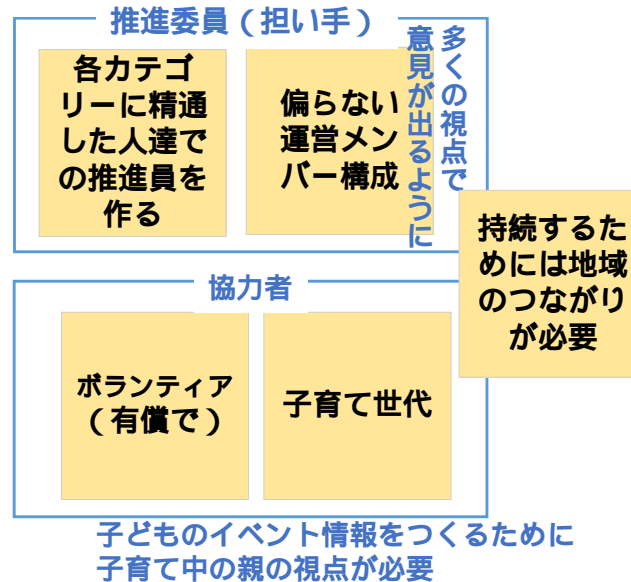 推進委員（担い手）
各カテゴ
リーに精通
した人達で
の推進員を
作る
偏らない
運営メン
バー構成
多くの視点で
意見が出るように
持続するた
めには地域
のつながり
が必要
協力者
ボランティア
（有償で）
子育て世代
子どものイベント情報をつくるために
子育て中の親の視点が必要